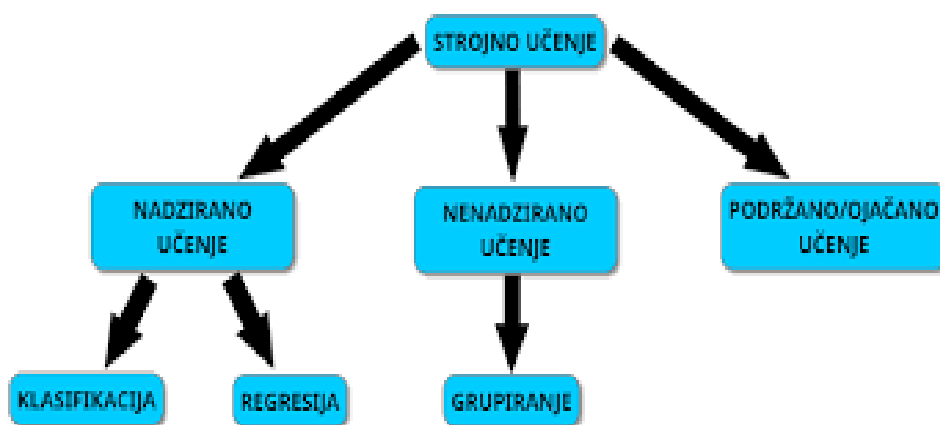 STROJNO UČENJE
NADZIRANO
UČENJE
NENADZIRANO
UČENJE
PODRŽANO/OJAČANO
UČENJE
KLASIFIKACIJA
REGRESIJA
GRUPIRANJE